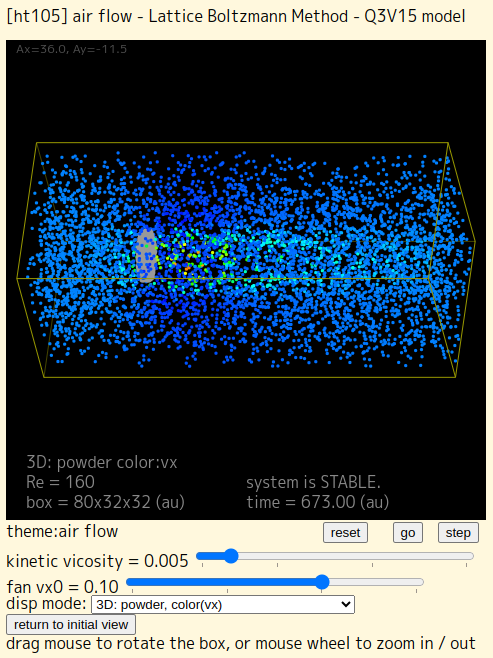 [ht105] air flow - Lattice Boltzmann Method - Q3V15 model
Ax=36.0, Ay=-11.5
3D: powder color:vx
Re = 160 system is STABLE.
box = 80x32x32 (au) time = 673.00 (au)
theme:air flow reset go step
kinetic vicosity = 0.005
fan vx0 = 0.10
disp mode: 3D: powder, color(vx)
return to initial view
drag mouse to rotate the box, or mouse wheel to zoom in / out